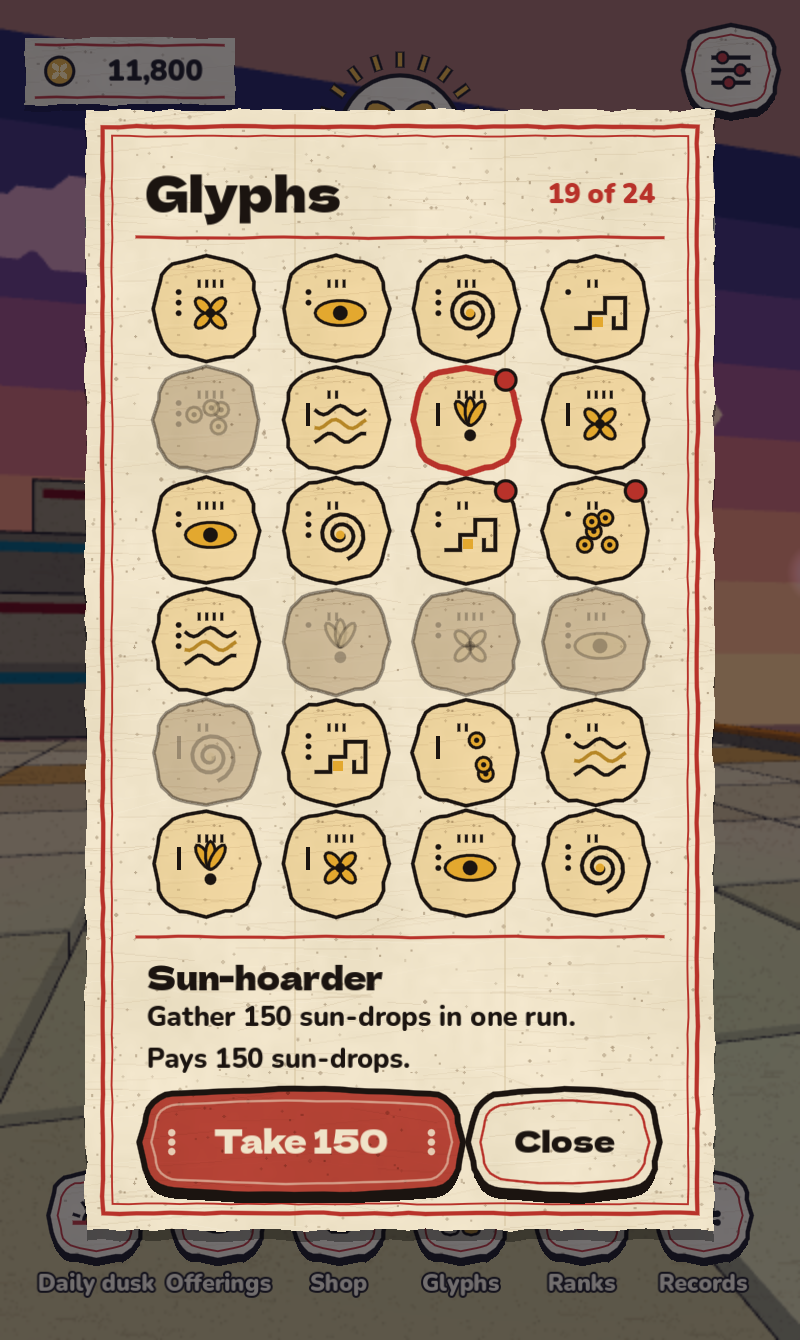 11,800
Glyphs
19 of 24
Sun-hoarder
Gather 150 sun-drops in one run.
Pays 150 sun-drops.
Take 150
Close
Daily dusk
Offerings
Shop
Glyphs
Ranks
Records